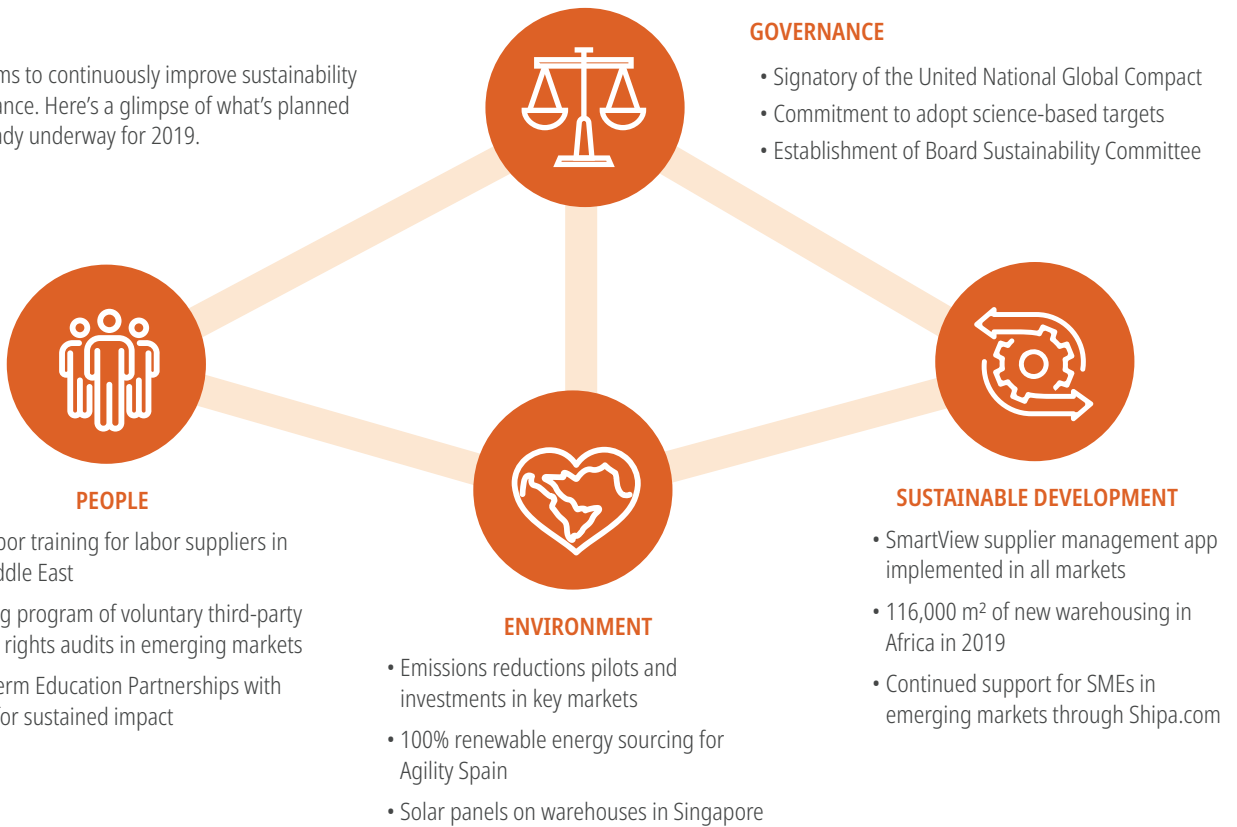 ms to continuously improve sustainability
ance. Here’s a glimpse of what’s planned
dy underway for 2019.
GOVERNANCE
• Signatory of the United National Global Compact
• Commitment to adopt science-based targets
• Establishment of Board Sustainability Committee
PEOPLE
bor training for labor suppliers in
ddle East
g program of voluntary third-party
rights audits in emerging markets
erm Education Partnerships with
for sustained impact
ENVIRONMENT
• Emissions reductions pilots and
investments in key markets
• 100% renewable energy sourcing for
Agility Spain
• Solar panels on warehouses in Singapore
SUSTAINABLE DEVELOPMENT
• SmartView supplier management app
implemented in all markets
• 116,000 m² of new warehousing in
Africa in 2019
• Continued support for SMEs in
emerging markets through Shipa.com